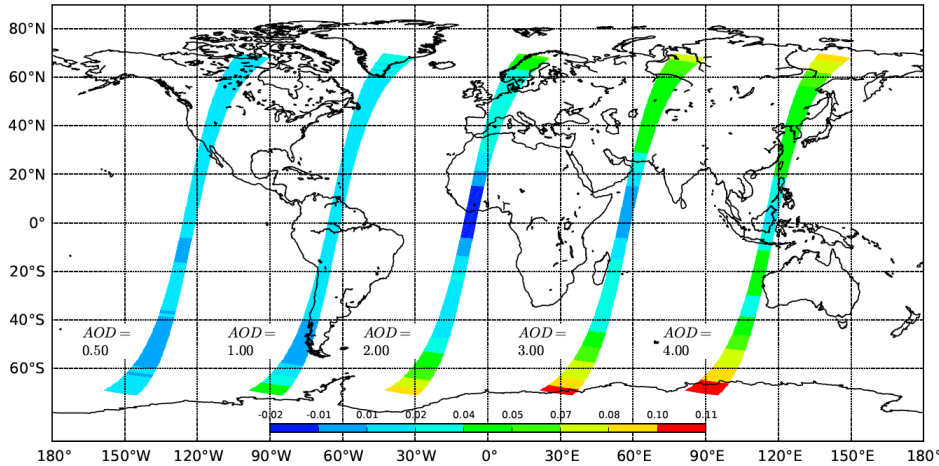 80°N
60°N
40°N
20°N
0°
20°S
40°S
60°S
AOD =
0.50
AOD =
1.00
AOD =
2.00
AOD =
3.00
AOD =
4.00
-0.02 -0.01 0.01 0.02 0.04 0.05 0.07 0.08 0.10 0.11
180°W 150°W 120°W 90°W 60°W 30°W 0° 30°E 60°E 90°E 120°E 150°E 180°